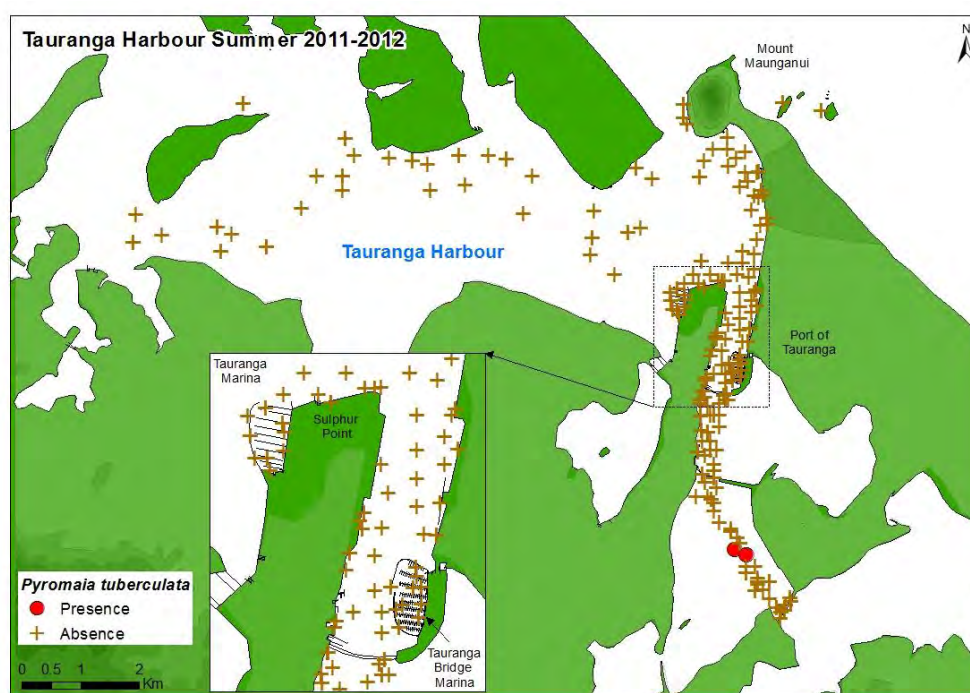 Tauranga Harbour Summer 2011-2012
N
Mount
Maunganui
Tauranga Harbour
Port of
Tauranga
Tauranga
Marina
Sulphur
Point
Tauranga
Bridge
Marina
Pyromaia tuberculata
Presence
Absence
0 0.5 1 2
Km